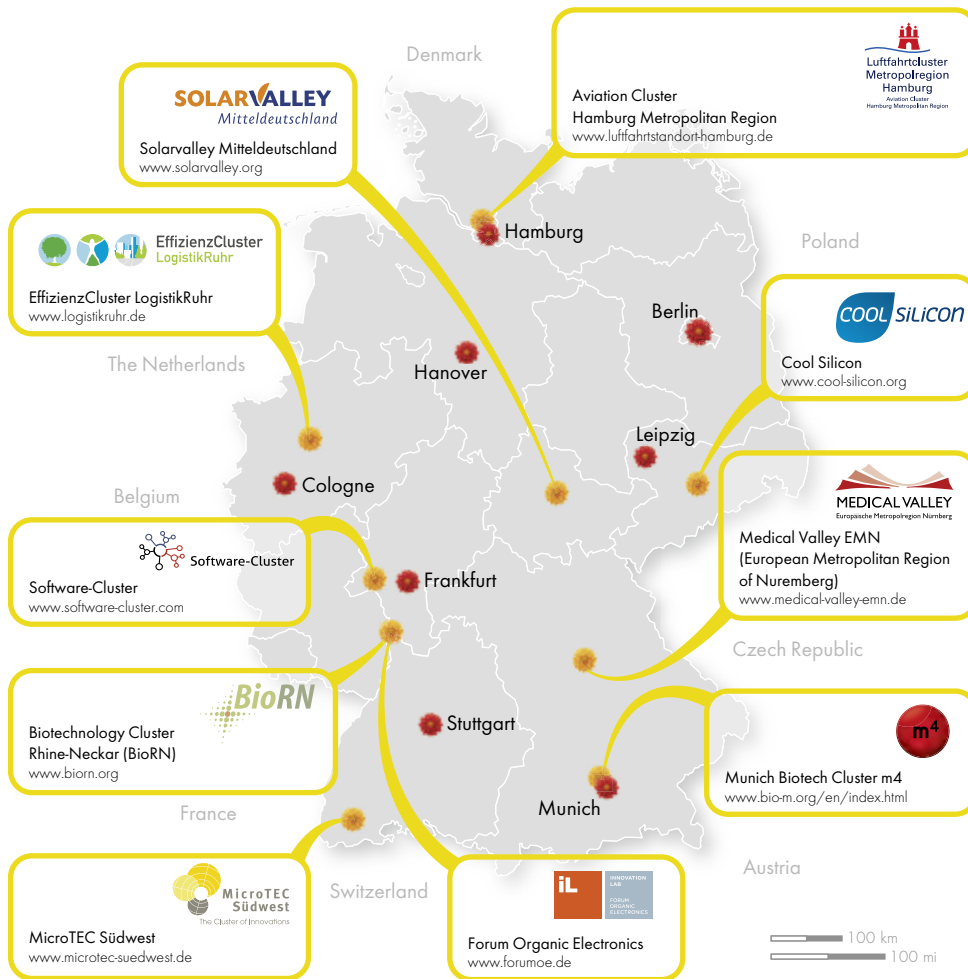 Denmark
Luftfahrtcluster
Metropolregion
Hamburg
Aviation Cluster
Hamburg Metropolitan Region
Aviation Cluster
Hamburg Metropolitan Region
www.luftfahrtstandort-hamburg.de
SOLARVALLEY
Mitteldeutschland
Solarvalley Mitteldeutschland
www.solarvalley.org
Hamburg
Poland
EffizienzCluster
LogistikRuhr
EffizienzCluster LogistikRuhr
www.logistikruhr.de
Berlin
COOL SILICON
Cool Silicon
www.cool-silicon.org
The Netherlands
Hanover
Leipzig
Cologne
Belgium
MEDICAL VALLEY
Europäische Metropolregion Nürnberg
Medical Valley EMN
(European Metropolitan Region
of Nuremberg)
www.medical-valley-emn.de
Software-Cluster
Software-Cluster
www.software-cluster.com
Frankfurt
Czech Republic
BioRN
Biotechnology Cluster
Rhine-Neckar (BioRN)
www.biorn.org
Stuttgart
m4
Munich Biotech Cluster m4
www.bio-m.org/en/index.html
Munich
France
Austria
Switzerland
MicroTEC
Südwest
The Cluster of Innovations
MicroTEC Südwest
www.microtec-suedwest.de
iL
INNOVATION
LAB
FORUM
ORGANIC
ELECTRONICS
Forum Organic Electronics
www.forumoe.de
100 km
100 mi